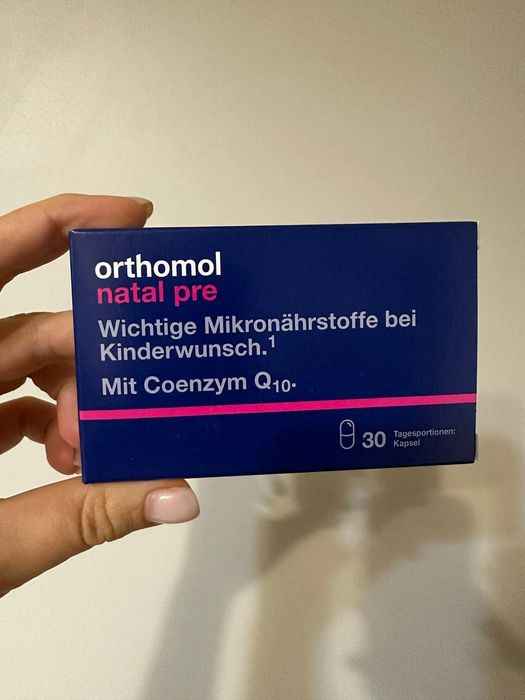 orthomol
natal pre
Wichtige Mikronährstoffe bei
Kinderwunsch.¹
Mit Coenzym Q₁₀.
30 Tagesportionen:
Kapsel